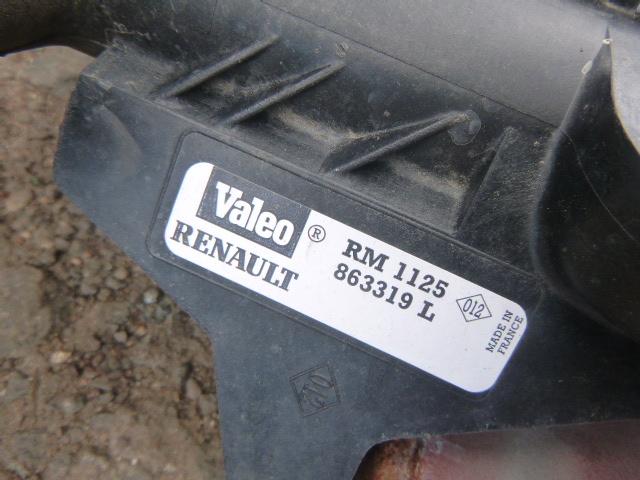 Valeo ®
RENAULT
RM 1125
863319 L
012
MADE IN
FRANCE